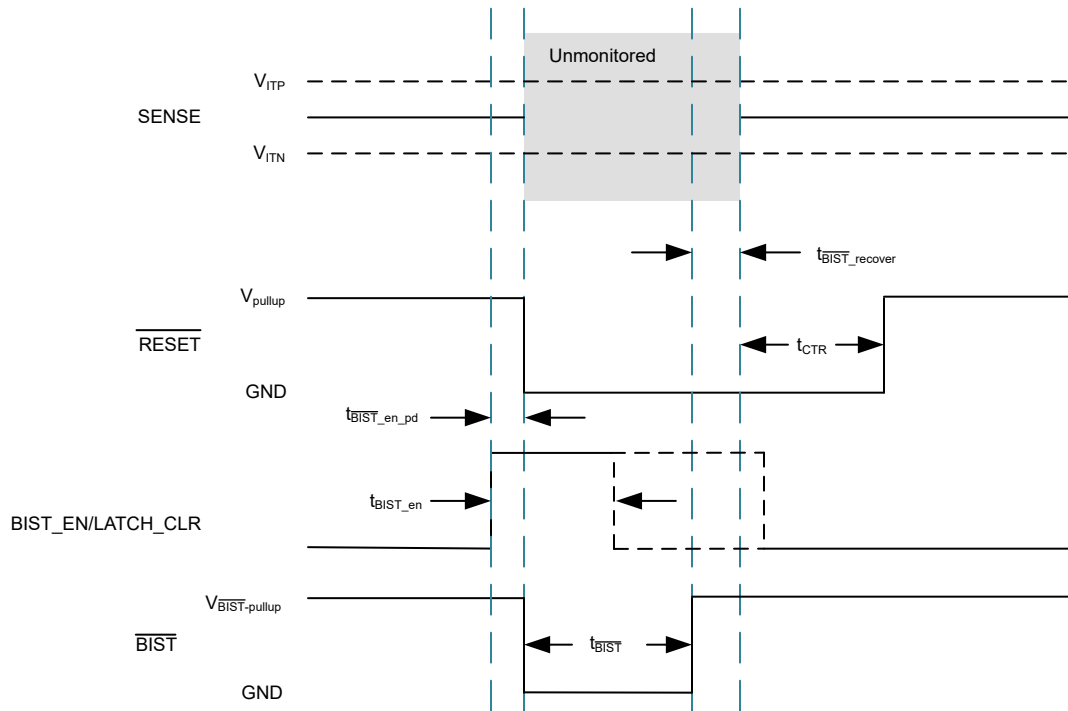 Unmonitored
VITP
SENSE
VITN
tBIST_recover
Vpullup
RESET
tCTR
GND
tBIST_en_pd
tBIST_en
BIST_EN/LATCH_CLR
VBIST-pullup
BIST
tBIST
GND